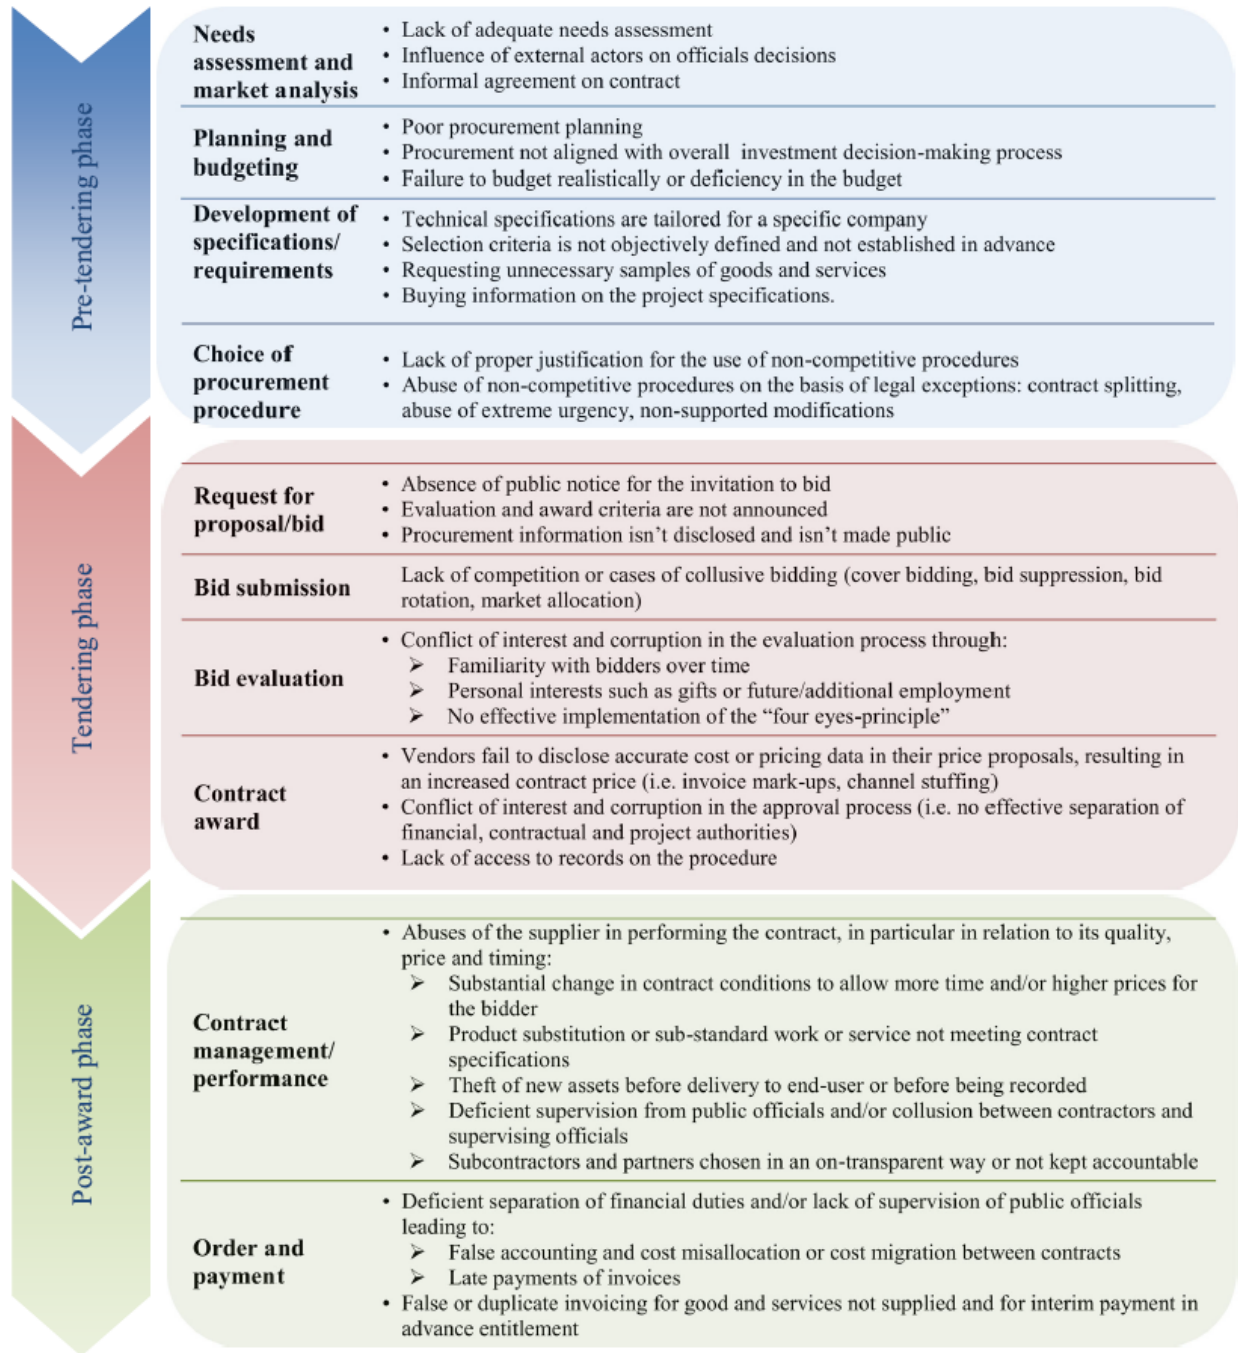 Pre-tendering phase
Needs
assessment and
market analysis
• Lack of adequate needs assessment
• Influence of external actors on officials decisions
• Informal agreement on contract
Planning and
budgeting
• Poor procurement planning
• Procurement not aligned with overall investment decision-making process
• Failure to budget realistically or deficiency in the budget
Development of
specifications/
requirements
• Technical specifications are tailored for a specific company
• Selection criteria is not objectively defined and not established in advance
• Requesting unnecessary samples of goods and services
• Buying information on the project specifications.
Choice of
procurement
procedure
• Lack of proper justification for the use of non-competitive procedures
• Abuse of non-competitive procedures on the basis of legal exceptions: contract splitting,
abuse of extreme urgency, non-supported modifications
Tendering phase
Request for
proposal/bid
• Absence of public notice for the invitation to bid
• Evaluation and award criteria are not announced
• Procurement information isn’t disclosed and isn’t made public
Bid submission
Lack of competition or cases of collusive bidding (cover bidding, bid suppression, bid
rotation, market allocation)
Bid evaluation
• Conflict of interest and corruption in the evaluation process through:
➢ Familiarity with bidders over time
➢ Personal interests such as gifts or future/additional employment
➢ No effective implementation of the “four eyes-principle”
Contract
award
• Vendors fail to disclose accurate cost or pricing data in their price proposals, resulting in
an increased contract price (i.e. invoice mark-ups, channel stuffing)
• Conflict of interest and corruption in the approval process (i.e. no effective separation of
financial, contractual and project authorities)
• Lack of access to records on the procedure
Post-award phase
Contract
management/
performance
• Abuses of the supplier in performing the contract, in particular in relation to its quality,
price and timing:
➢ Substantial change in contract conditions to allow more time and/or higher prices for
the bidder
➢ Product substitution or sub-standard work or service not meeting contract
specifications
➢ Theft of new assets before delivery to end-user or before being recorded
➢ Deficient supervision from public officials and/or collusion between contractors and
supervising officials
➢ Subcontractors and partners chosen in an on-transparent way or not kept accountable
Order and
payment
• Deficient separation of financial duties and/or lack of supervision of public officials
leading to:
➢ False accounting and cost misallocation or cost migration between contracts
➢ Late payments of invoices
• False or duplicate invoicing for good and services not supplied and for interim payment in
advance entitlement